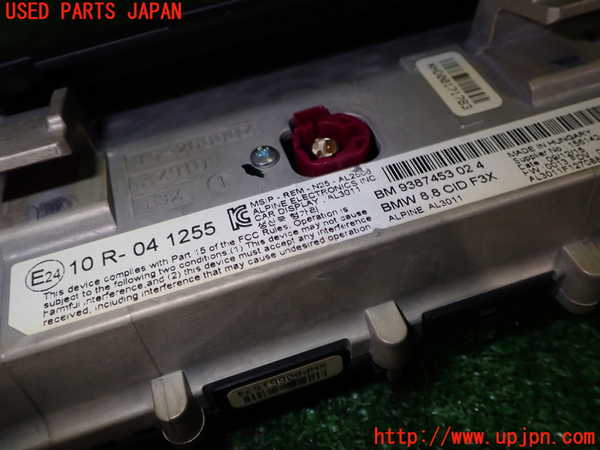 USED PARTS JAPAN
NH200171783
E24
10 R- 04 1255
MSIP - REM - N25 - AL2008
ALPINE ELECTRONICS INC
CAR DISPLAY : AL3011
BM 9387453 02 4
BMW 8.8 CID F3X
ALPINE AL3011
MADE IN HUNGARY
This device complies with Part 15 of the FCC Rules. Operation is
subject to the following two conditions:(1) This device may not cause
harmful interference,and (2) this device must accept any interference
received, including interference that may cause undesired operation
http://www.upjpn.com